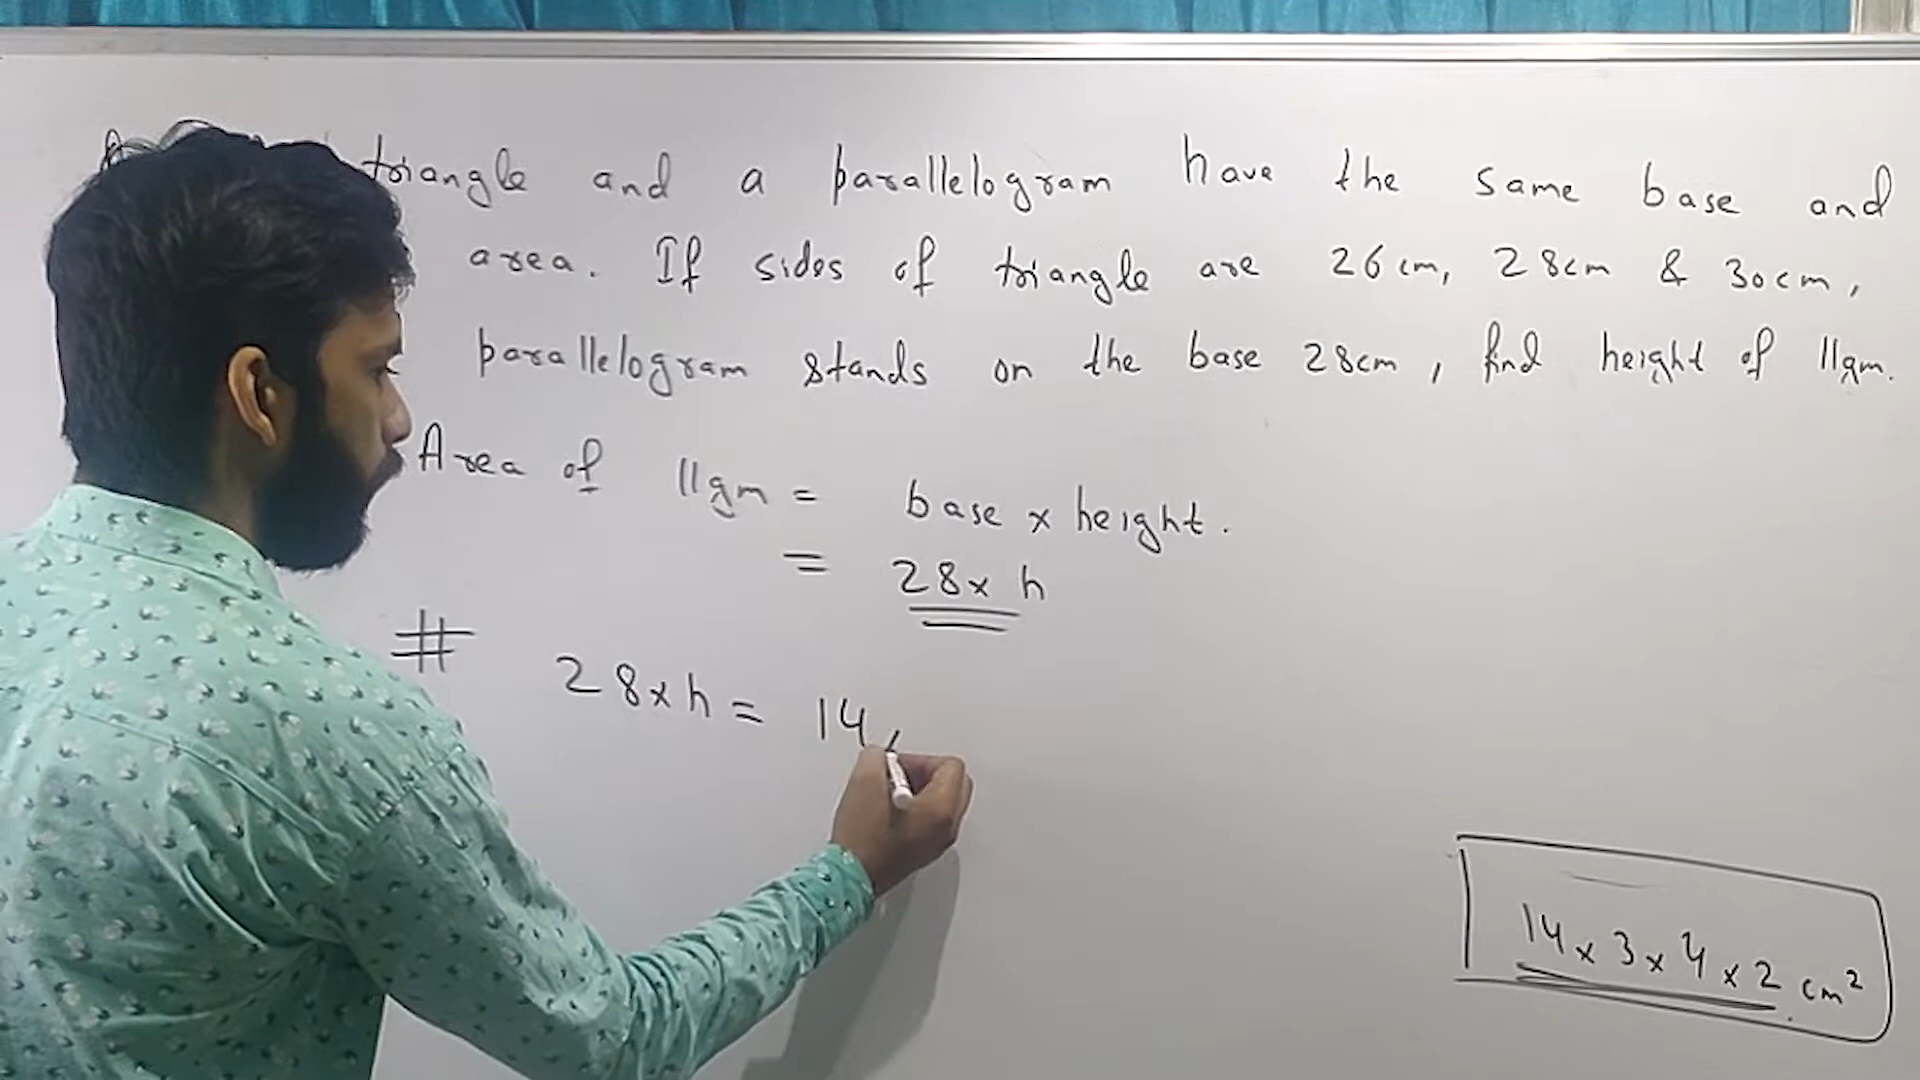 triangle and a parallelogram have the same base and
area. If sides of triangle are 26cm, 28cm & 30cm,
parallelogram stands on the base 28cm, find height of llgm.
Area of llgm = base x height.
= 28 x h
# 28 x h = 14
14 x 3 x 4 x 2 cm²